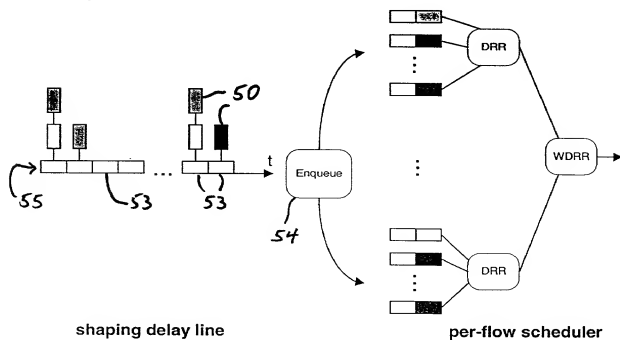 DRR
50
t
Enqueue
WDRR
55
53
53
54
DRR
shaping delay line
per-flow scheduler